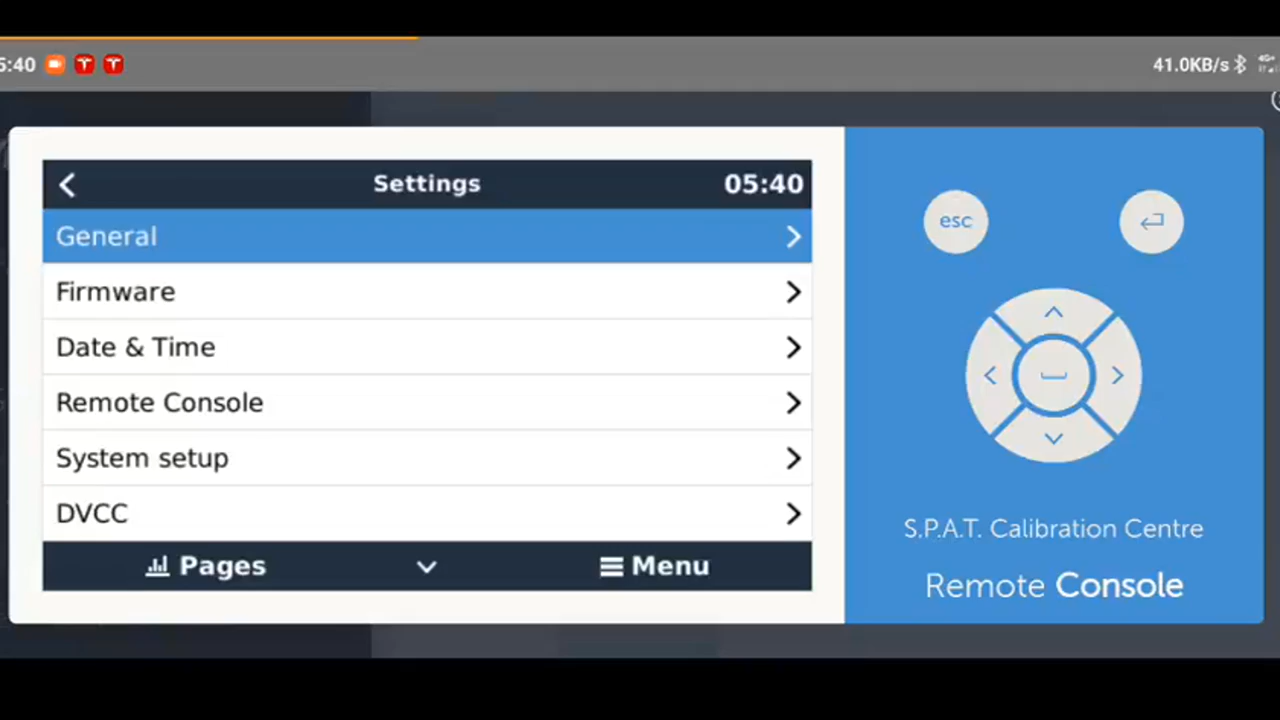 5:40
41.0KB/s
Settings 05:40
General
Firmware
Date & Time
Remote Console
System setup
DVCC
Pages
Menu
esc
S.P.A.T. Calibration Centre
Remote Console